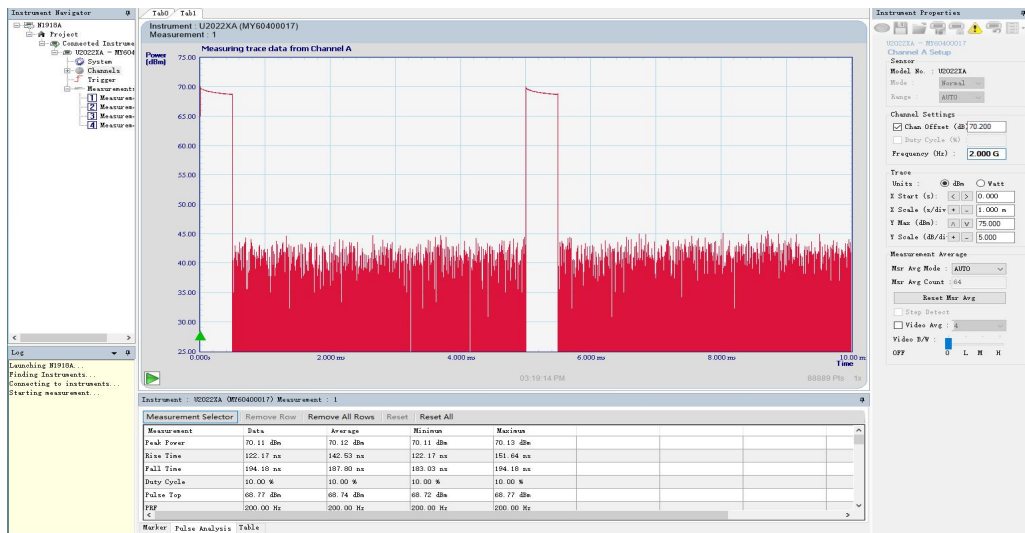 Instrument Navigator
N1918A
Project
Connected Instrume
U2022XA - MY604
System
Channels
Trigger
Measurement:
1 Measurem
2 Measurem
3 Measurem
4 Measurem
Log
Launching N1918A...
Finding Instruments...
Connecting to instruments...
Starting measurement...
Tab0 Tab1
Instrument : U2022XA (MY60400017)
Measurement : 1
Power (dBm)
Measuring trace data from Channel A
75.00
70.00
65.00
60.00
55.00
50.00
45.00
40.00
35.00
30.00
25.00
0.000s 2.000 ms 4.000 ms 6.000 ms 8.000 ms 10.00 ms
Time
03:19:14 PM 88889 Pts 1x
Instrument : U2022XA (MY60400017) Measurement : 1
Measurement Selector Remove Row Remove All Rows Reset Reset All
Measurement Data Average Minimum Maximum
Peak Power 70.11 dBm 70.12 dBm 70.11 dBm 70.13 dBm
Rise Time 122.17 ns 142.53 ns 122.17 ns 151.64 ns
Fall Time 194.18 ns 187.80 ns 183.03 ns 194.18 ns
Duty Cycle 10.00 % 10.00 % 10.00 % 10.00 %
Pulse Top 68.77 dBm 68.74 dBm 68.72 dBm 68.77 dBm
PRF 200.00 Hz 200.00 Hz 200.00 Hz 200.00 Hz
Marker Pulse Analysis Table
Instrument Properties
U2022XA - MY60400017
Channel A Setup
Sensor
Model No. : U2022XA
Mode : Normal
Range : AUTO
Channel Settings
Chan Offset (dB) 70.200
Duty Cycle (%)
Frequency (Hz) : 2.000 G
Trace
Units : dBm Watt
X Start (s): < > 0.000
X Scale (s/div + - 1.000 m
Y Max (dBm): 75.000
Y Scale (dB/di + - 5.000
Measurement Average
Msr Avg Mode : AUTO
Msr Avg Count : 64
Reset Msr Avg
Step Detect
Video Avg : 4
Video B/W :
OFF O L M H